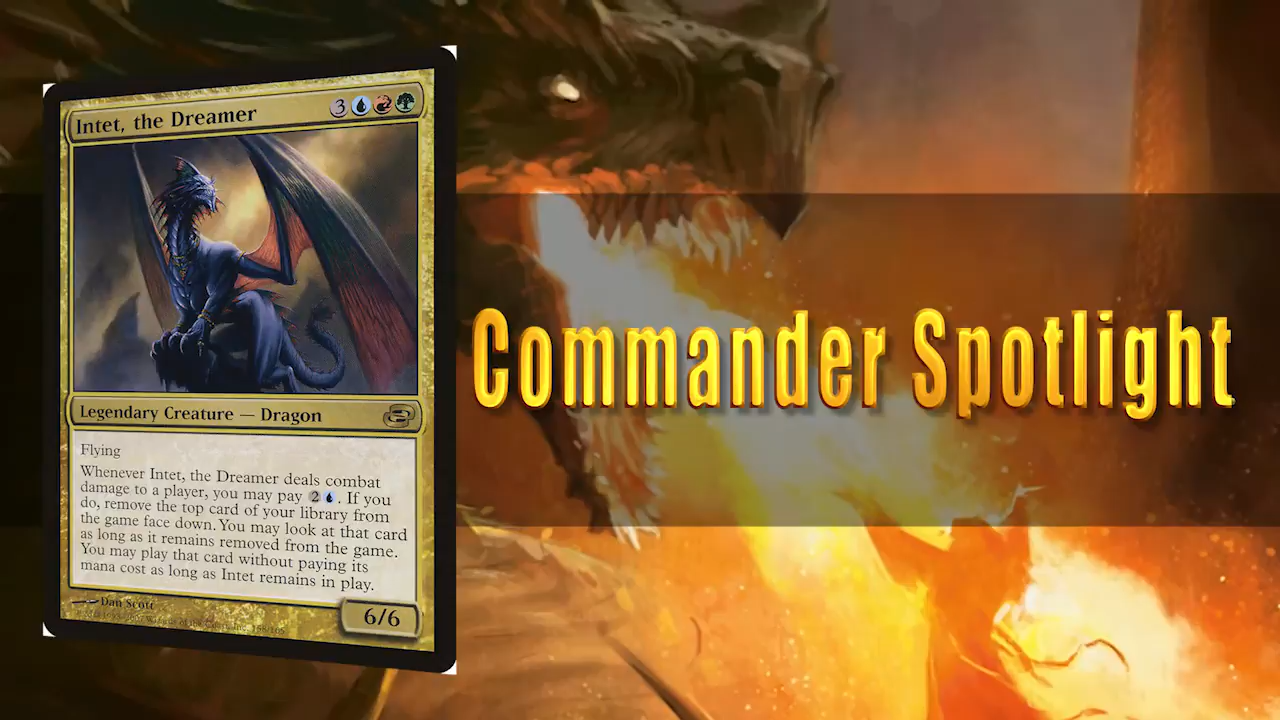 Intet, the Dreamer
3
Legendary Creature — Dragon
Flying
Whenever Intet, the Dreamer deals combat
damage to a player, you may pay 2 . If you
do, remove the top card of your library from
the game face down. You may look at that card
as long as it remains removed from the game.
You may play that card without paying its
mana cost as long as Intet remains in play.
Dan Scott
6/6
Commander Spotlight